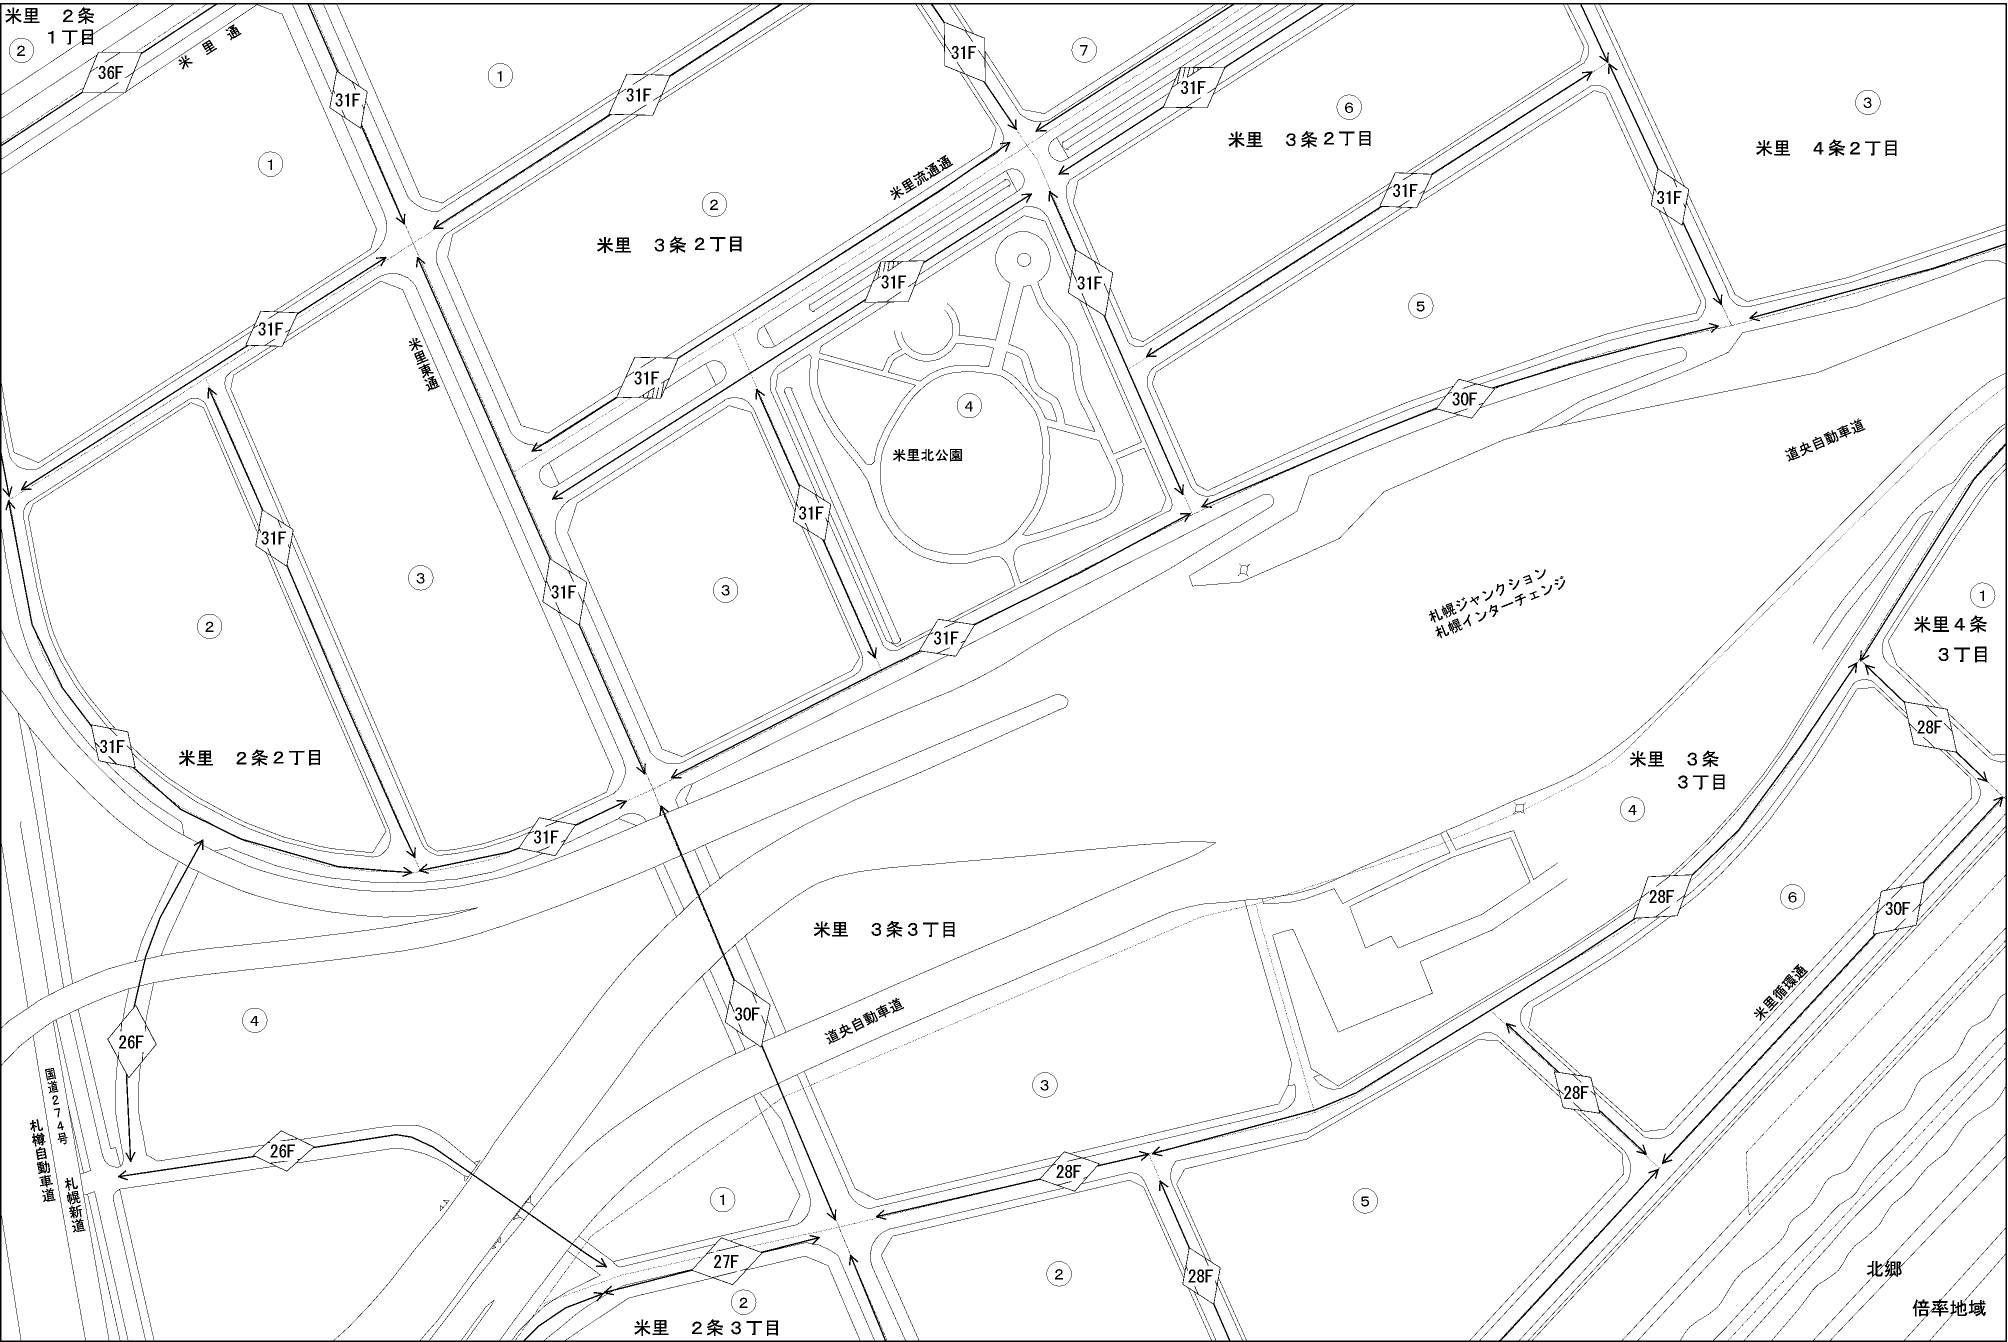 米里　２条
１丁目
②
36F
米里通
①
31F
①
31F
31F
⑦
31F
⑥
米里　３条２丁目
③
米里　４条２丁目
②
米里　３条２丁目
米里流通通
31F
31F
31F
31F
31F
⑤
31F
米里東通
31F
④
米里北公園
30F
道央自動車道
31F
31F
②
③
31F
③
31F
札幌ジャンクション
札幌インターチェンジ
①
米里４条
３丁目
28F
31F
米里　２条２丁目
31F
米里　３条
３丁目
④
28F
⑥
30F
米里循環通
米里　３条３丁目
30F
道央自動車道
④
26F
国道２７４号
札樽自動車道
札幌新道
26F
③
28F
①
28F
⑤
27F
②
米里　２条３丁目
②
28F
北郷
倍率地域